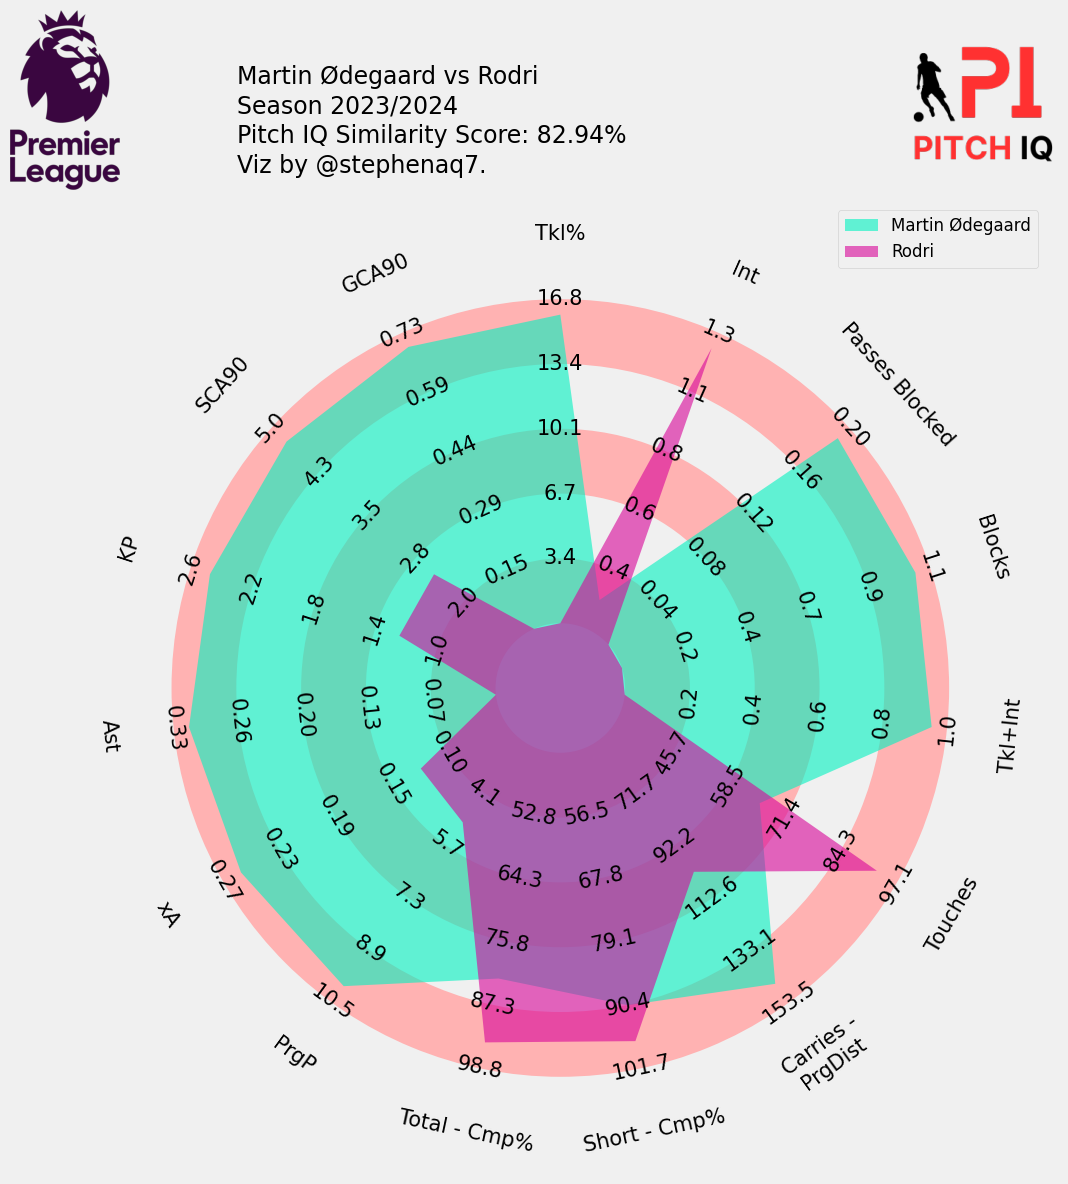 Premier
League
Martin Ødegaard vs Rodri
Season 2023/2024
Pitch IQ Similarity Score: 82.94%
Viz by @stephenaq7.
PI
PITCH IQ
Martin Ødegaard
Rodri
Tkl%
3.4
6.7
10.1
13.4
16.8
Int
0.4
0.6
0.8
1.1
1.3
Passes Blocked
0.04
0.08
0.12
0.16
0.20
Blocks
0.2
0.4
0.7
0.9
1.1
Tkl+Int
0.2
0.4
0.6
0.8
1.0
Touches
45.7
58.5
71.4
84.3
97.1
Carries -
PrgDist
71.7
92.2
112.6
133.1
153.5
Short - Cmp%
56.5
67.8
79.1
90.4
101.7
Total - Cmp%
52.8
64.3
75.8
87.3
98.8
PrgP
4.1
5.7
7.3
8.9
10.5
xA
0.10
0.15
0.19
0.23
0.27
Ast
0.07
0.13
0.20
0.26
0.33
KP
1.0
1.4
1.8
2.2
2.6
SCA90
2.0
2.8
3.5
4.3
5.0
GCA90
0.15
0.29
0.44
0.59
0.73